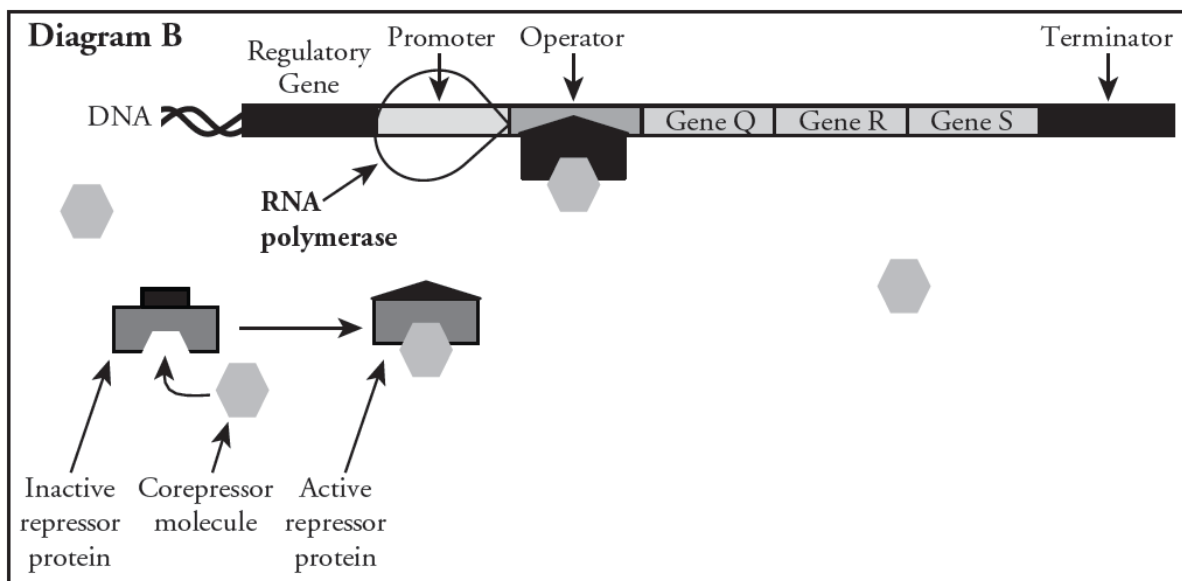 Diagram B
Regulatory
Gene
Promoter
Operator
Terminator
DNA
Gene Q
Gene R
Gene S
RNA
polymerase
Inactive
repressor
protein
Corepressor
molecule
Active
repressor
protein